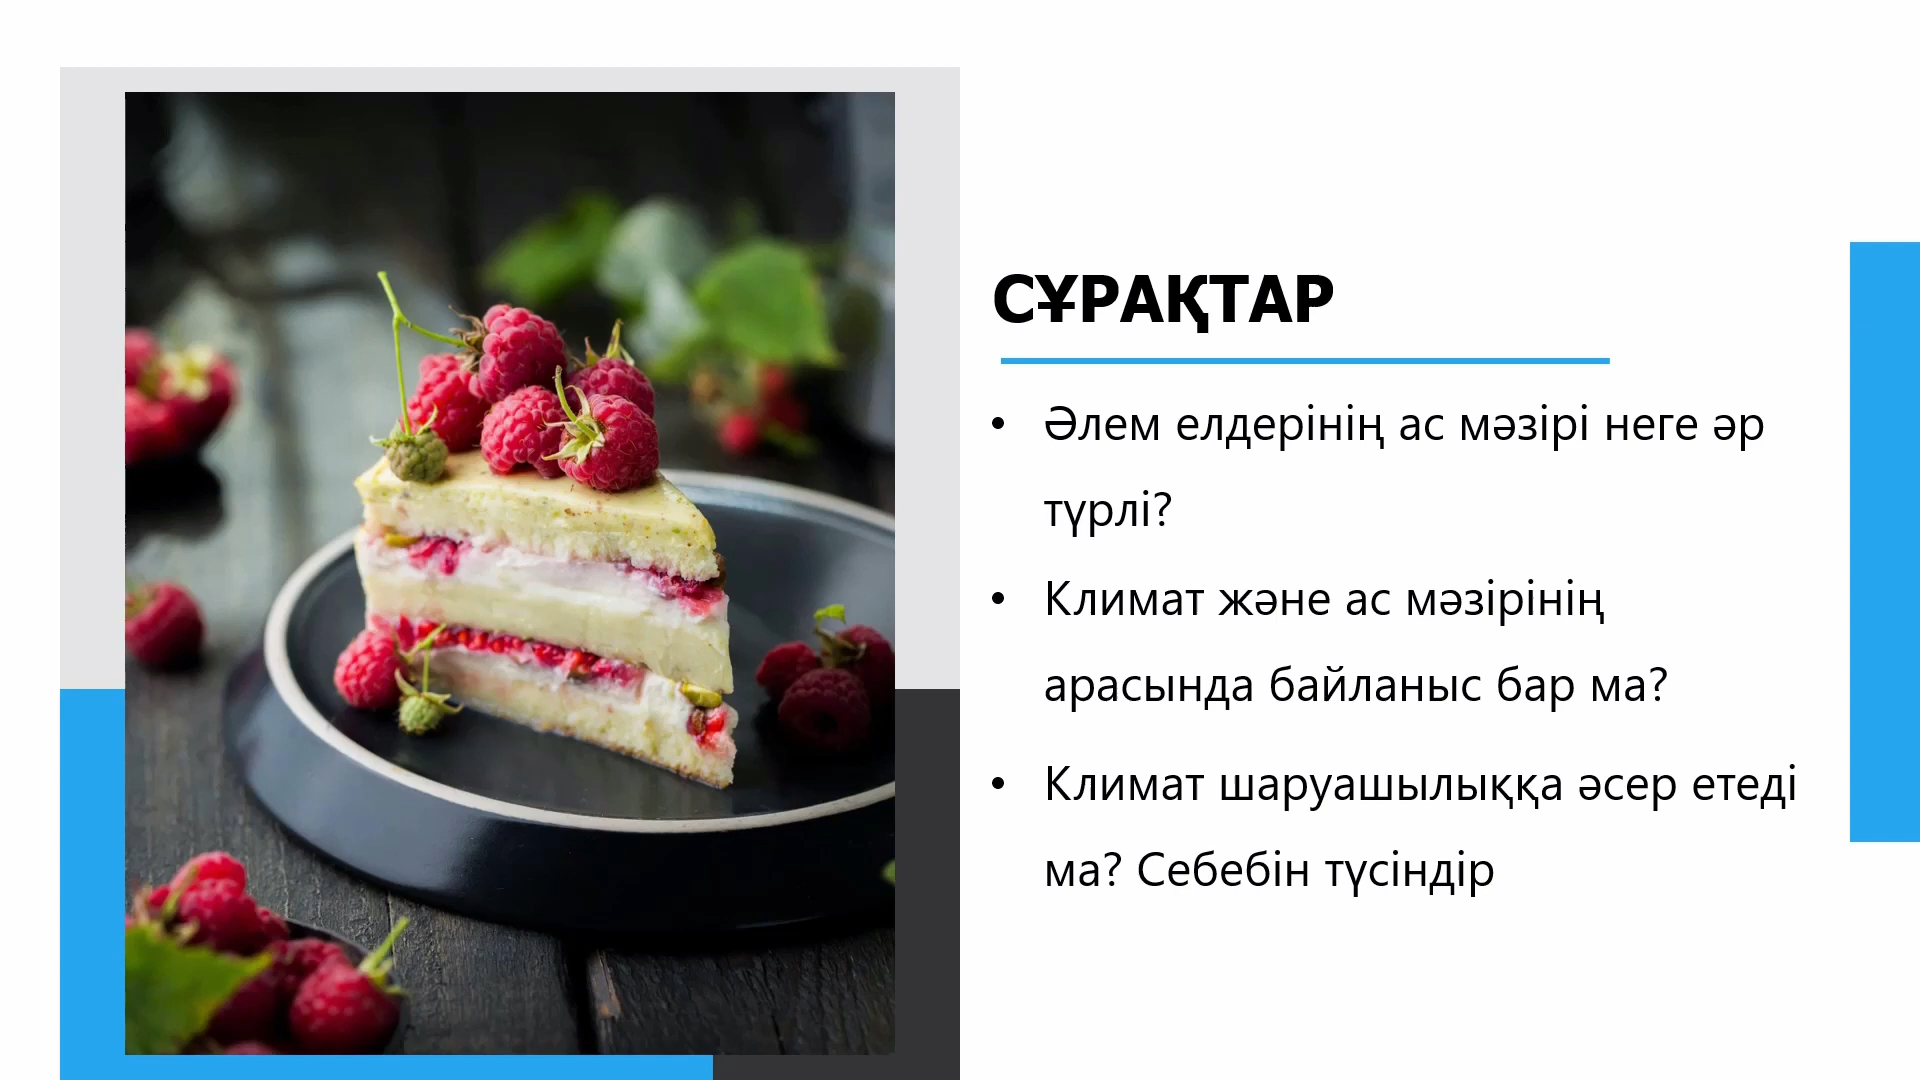 СҰРАҚТАР
• Әлем елдерінің ас мәзірі неге әр
түрлі?
• Климат және ас мәзірінің
арасында байланыс бар ма?
• Климат шаруашылыққа әсер етеді
ма? Себебін түсіндір